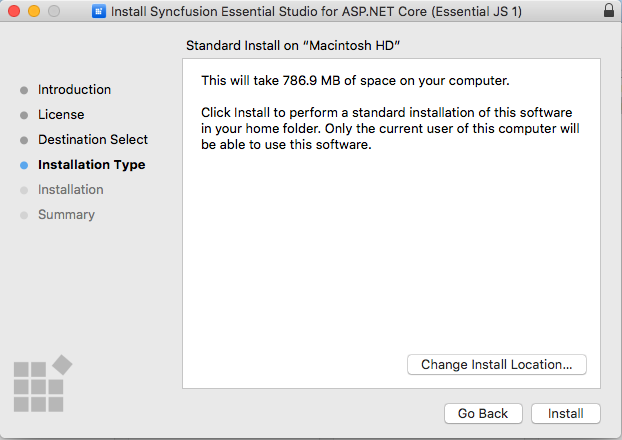 Install Syncfusion Essential Studio for ASP.NET Core (Essential JS 1)
Standard Install on “Macintosh HD”
Introduction
License
Destination Select
Installation Type
Installation
Summary
This will take 786.9 MB of space on your computer.
Click Install to perform a standard installation of this software
in your home folder. Only the current user of this computer will
be able to use this software.
Change Install Location...
Go Back
Install